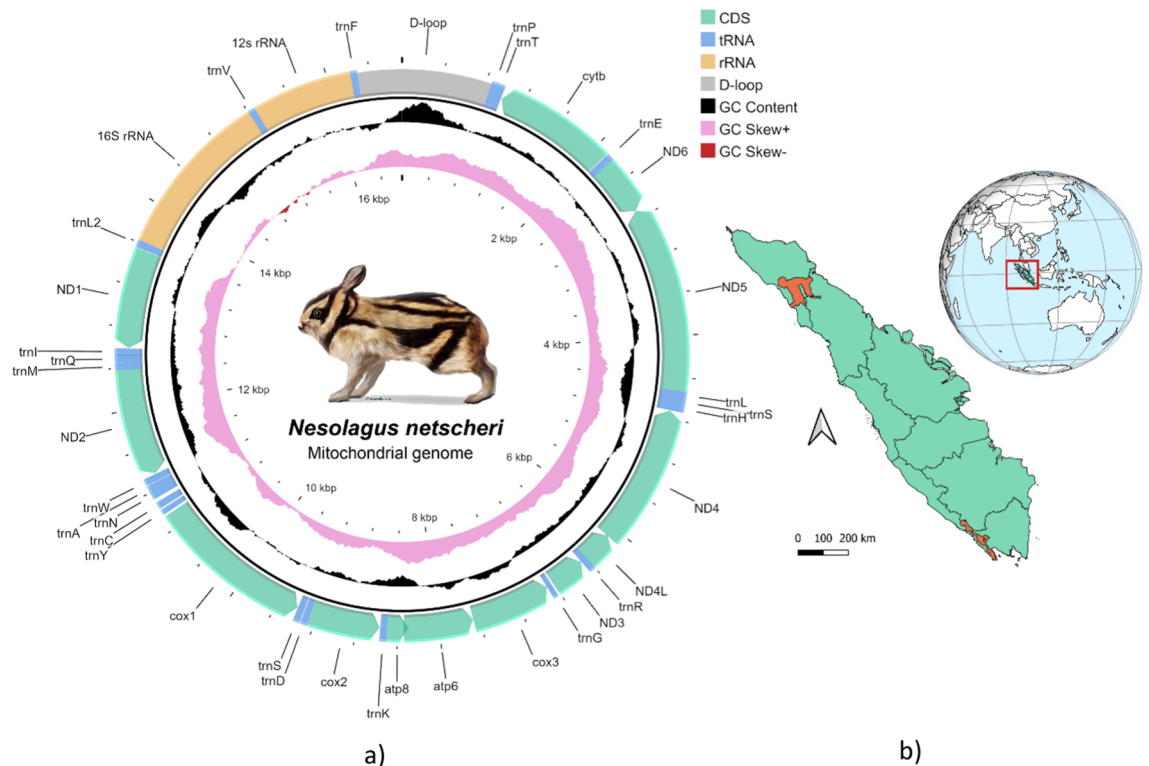 D-loop
trnF
trnP
trnT
12s rRNA
cytb
trnV
trnE
16S rRNA
ND6
trnL2
ND1
ND5
trnI
trnQ
trnM
trnL
trnS
trnH
ND2
ND4
trnW
trnN
trnA
trnC
trnY
ND4L
trnR
ND3
trnG
cox1
cox3
trnS
trnD
cox2
atp8
atp6
trnK
16 kbp
2 kbp
14 kbp
4 kbp
12 kbp
6 kbp
10 kbp
8 kbp
Nesolagus netscheri
Mitochondrial genome
CDS
tRNA
rRNA
D-loop
GC Content
GC Skew+
GC Skew-
0 100 200 km
a)
b)